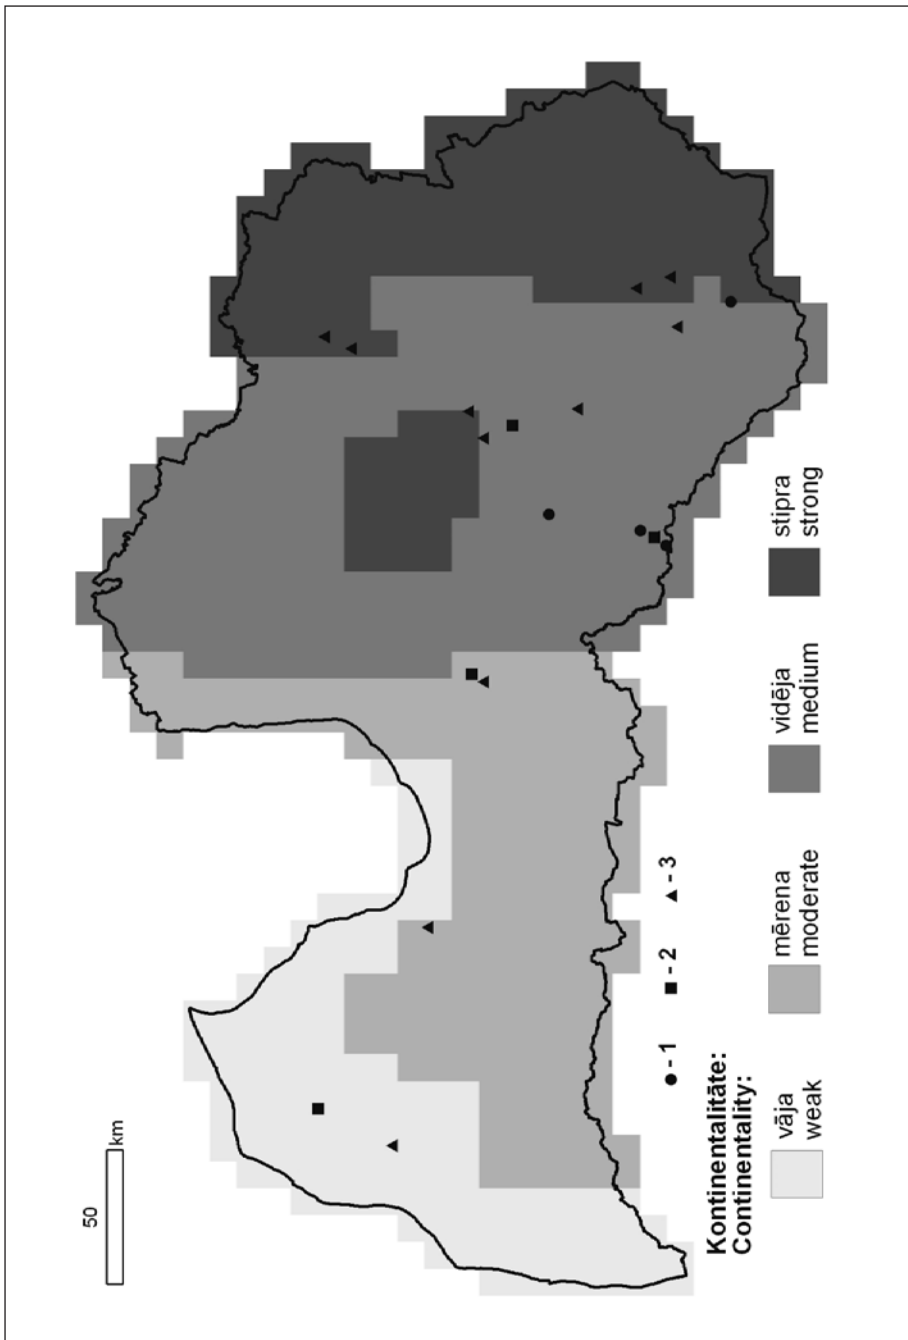 50
km
- 1
- 2
- 3
Kontinentalitāte:
Continentality:
vāja
weak
mērena
moderate
vidēja
medium
stipra
strong